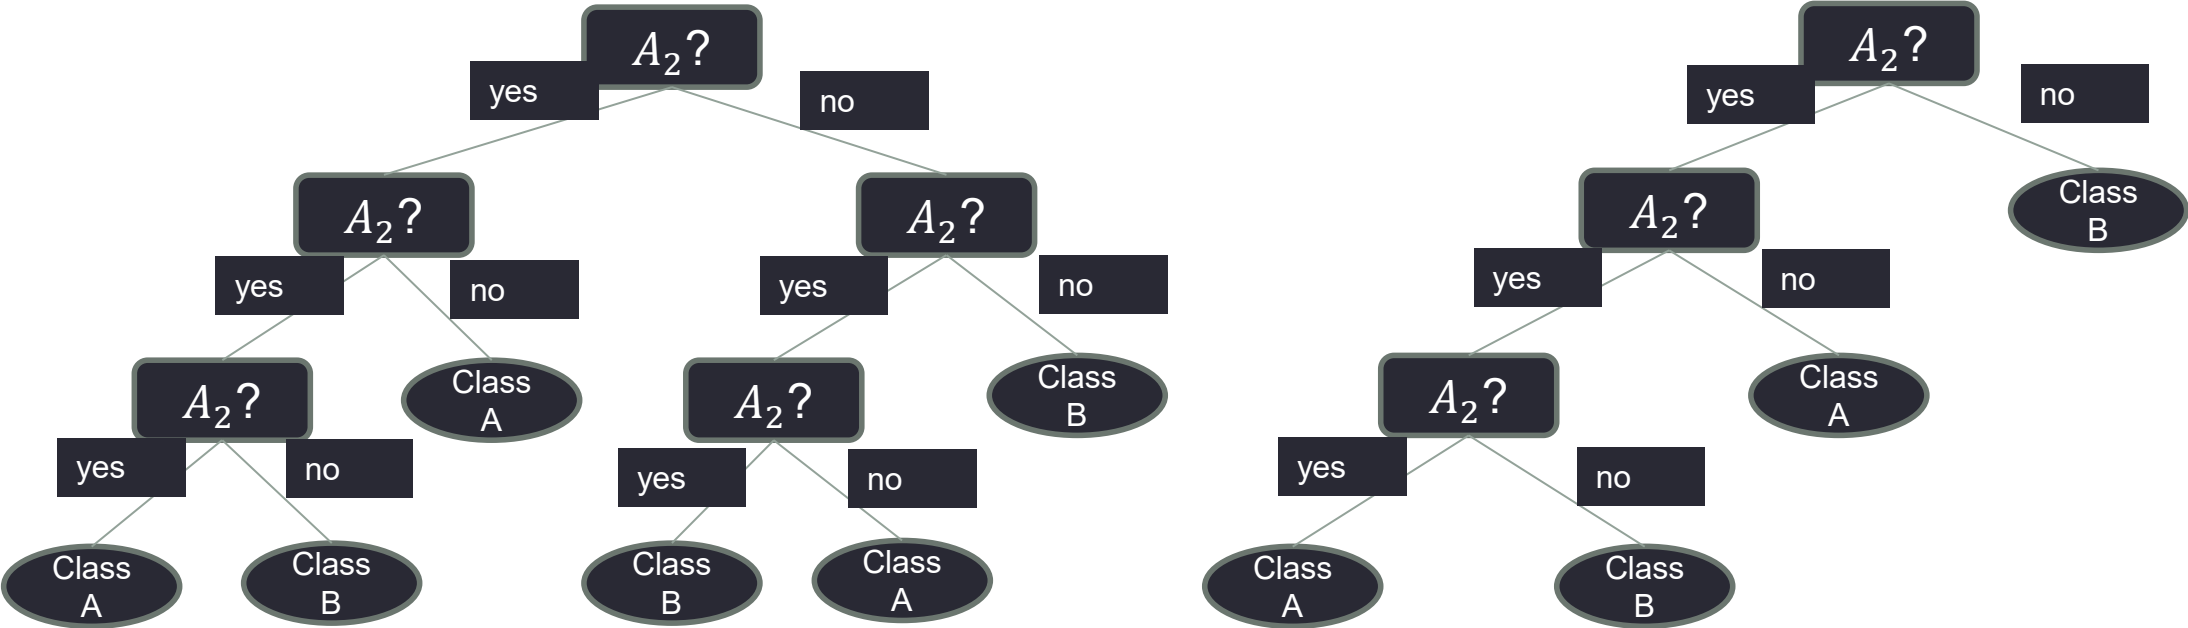 A₂?
yes
no
A₂?
A₂?
yes
no
yes
no
A₂?
Class
A
A₂?
Class
B
yes
no
yes
no
Class
A
Class
B
Class
B
Class
A
A₂?
yes
no
A₂?
Class
B
yes
no
A₂?
Class
A
yes
no
Class
A
Class
B